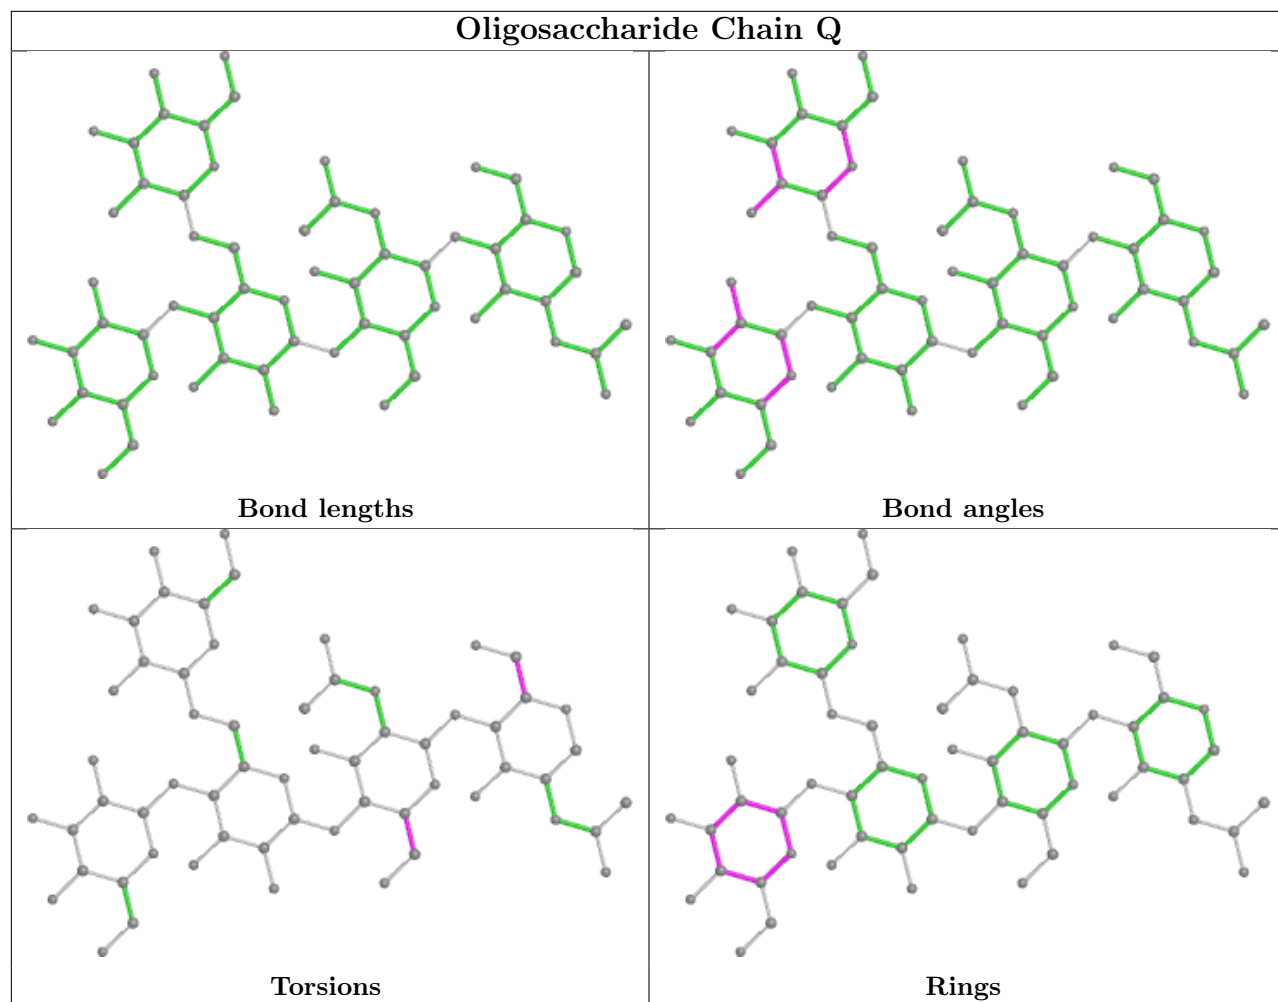 Oligosaccharide Chain Q
Bond lengths
Bond angles
Torsions
Rings